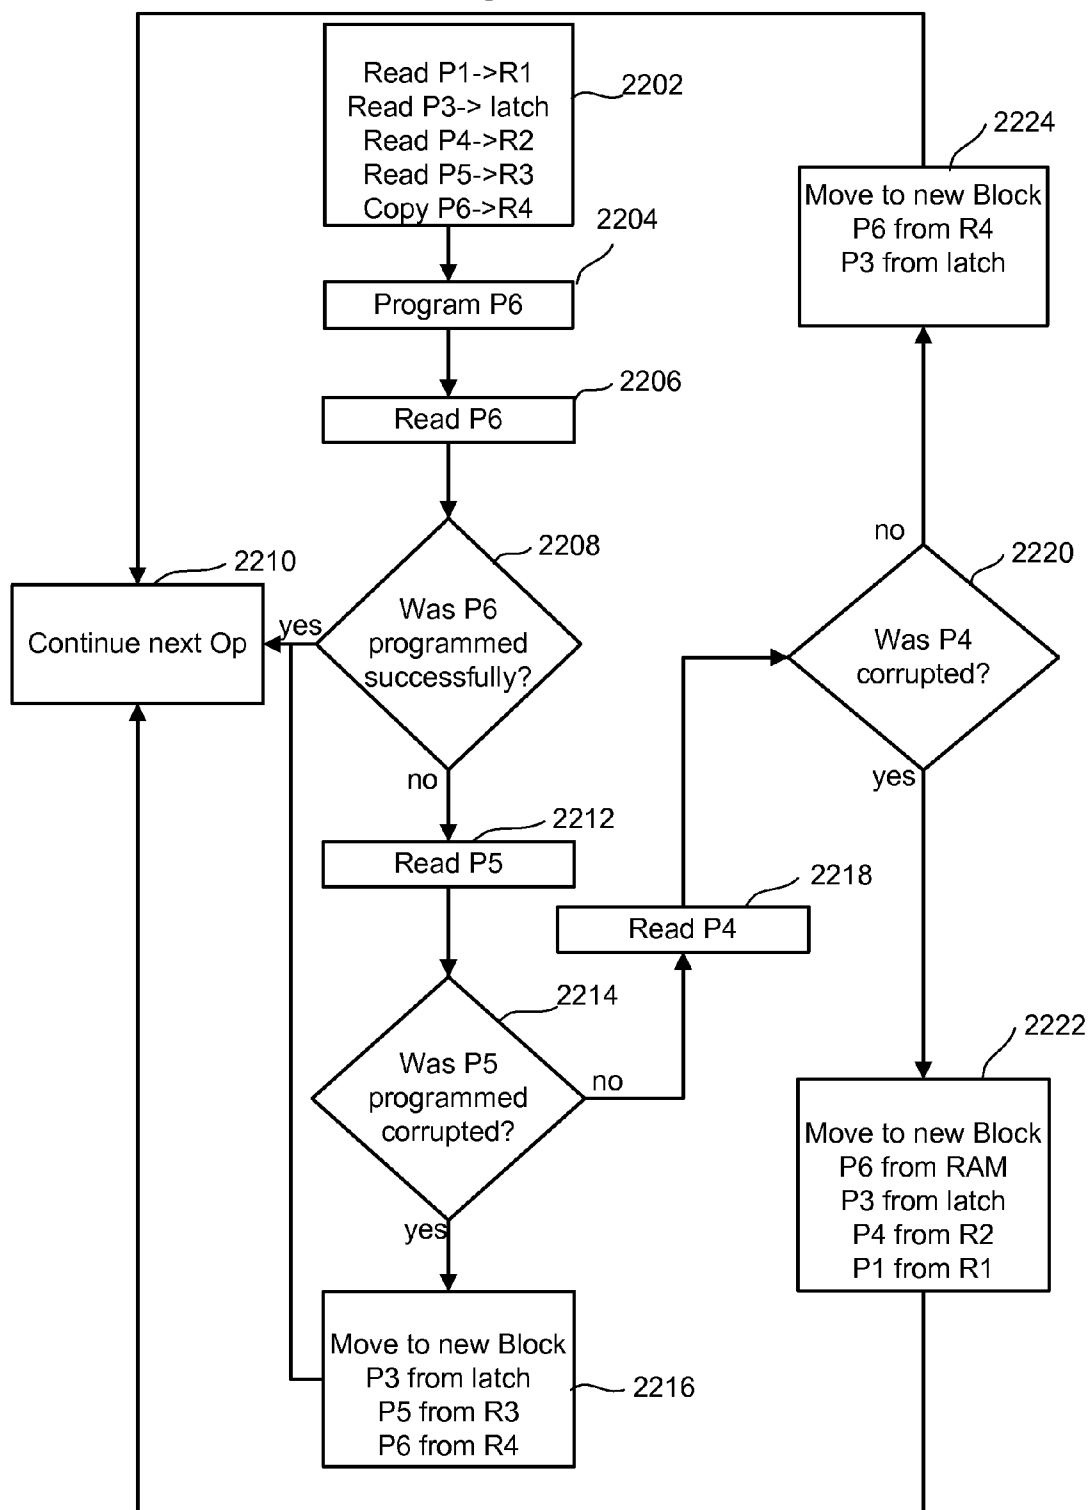 Read P1->R1
Read P3-> latch
Read P4->R2
Read P5->R3
Copy P6->R4
2202
2204
Program P6
2206
Read P6
2208
Was P6
programmed
successfully?
yes
no
2210
Continue next Op
2212
Read P5
2214
Was P5
programmed
corrupted?
no
yes
2216
Move to new Block
P3 from latch
P5 from R3
P6 from R4
2218
Read P4
2220
Was P4
corrupted?
no
yes
2222
Move to new Block
P6 from RAM
P3 from latch
P4 from R2
P1 from R1
2224
Move to new Block
P6 from R4
P3 from latch